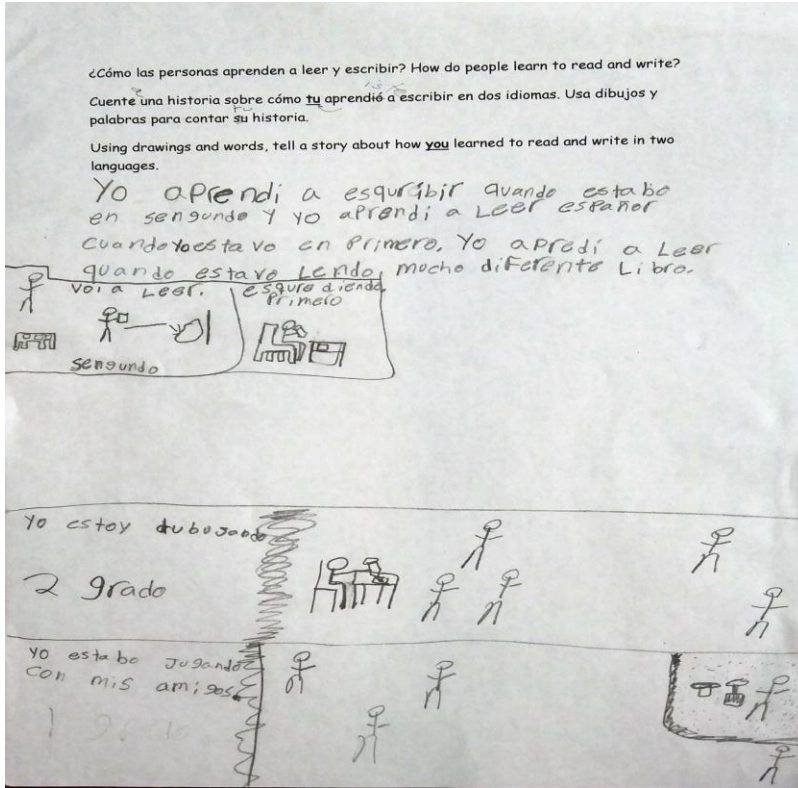 ¿Cómo las personas aprenden a leer y escribir? How do people learn to read and write?
Cuente una historia sobre cómo tu aprendió a escribir en dos idiomas. Usa dibujos y
palabras para contar su historia.
Using drawings and words, tell a story about how you learned to read and write in two
languages.
Yo aprendi a esquribir quando estabo
en sengundo y yo aprendi a Leer españor
cuando yo estavo en Primero. Yo apredi a Leer
quando estavo Lendo, mucho diferente Libro.
voi a Leer.
esqure diendo
Primero
sengundo
Yo estoy dubujando
2 grado
Yo estabo Jugando
con mis amigos.